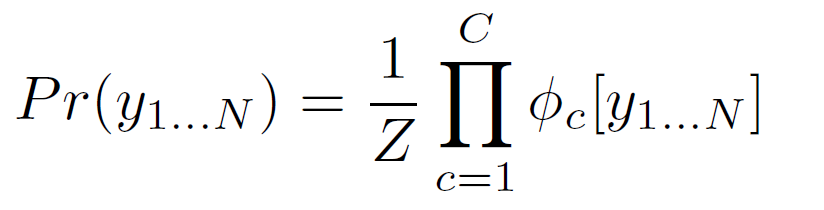 Pr(y_{1...N}) = \frac{1}{Z} \prod_{c=1}^{C} \phi_c[y_{1...N}]